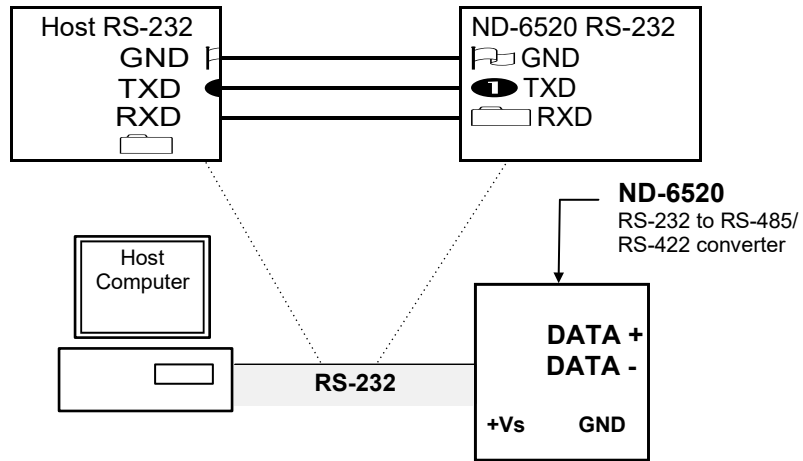 Host RS-232
GND
TXD
RXD
ND-6520 RS-232
GND
1 TXD
RXD
ND-6520
RS-232 to RS-485/
RS-422 converter
Host
Computer
RS-232
DATA +
DATA -
+Vs GND